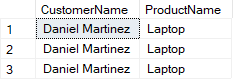 CustomerName ProductName
1 Daniel Martinez Laptop
2 Daniel Martinez Laptop
3 Daniel Martinez Laptop